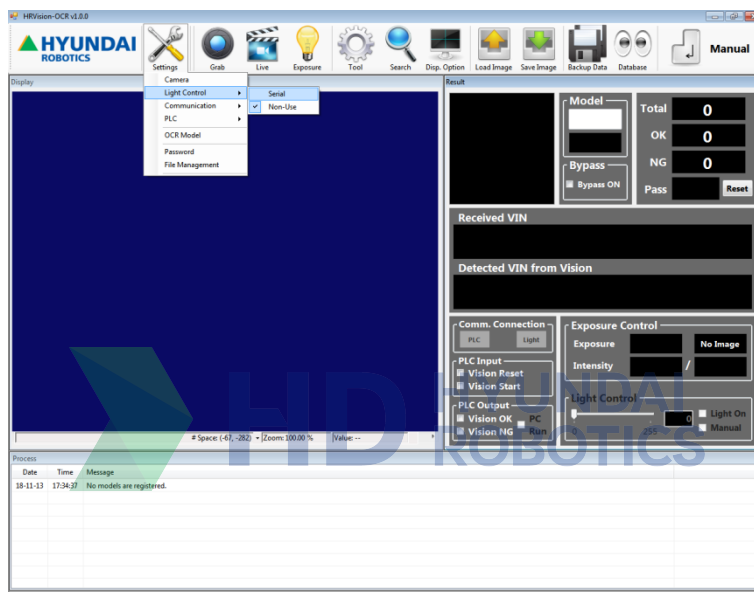 HRVision-OCR v1.0.0
HYUNDAI
ROBOTICS
Settings
Grab
Live
Exposure
Tool
Search
Disp. Option
Load Image
Save Image
Backup Data
Database
Manual
Camera
Light Control
Communication
PLC
OCR Model
Password
File Management
Serial
Non-Use
Display
# Space: (-67, -282)
Zoom: 100.00 %
Value: --
Result
Model
Bypass
Bypass ON
Total 0
OK 0
NG 0
Pass
Reset
Received VIN
Detected VIN from Vision
Comm. Connection
PLC
Light
PLC Input
Vision Reset
Vision Start
PLC Output
Vision OK
Vision NG
PC
Run
Exposure Control
Exposure
No Image
Intensity
/
Light Control
0
255
0
Light On
Manual
Process
Date Time Message
18-11-13 17:34:37 No models are registered.
HD HYUNDAI
ROBOTICS